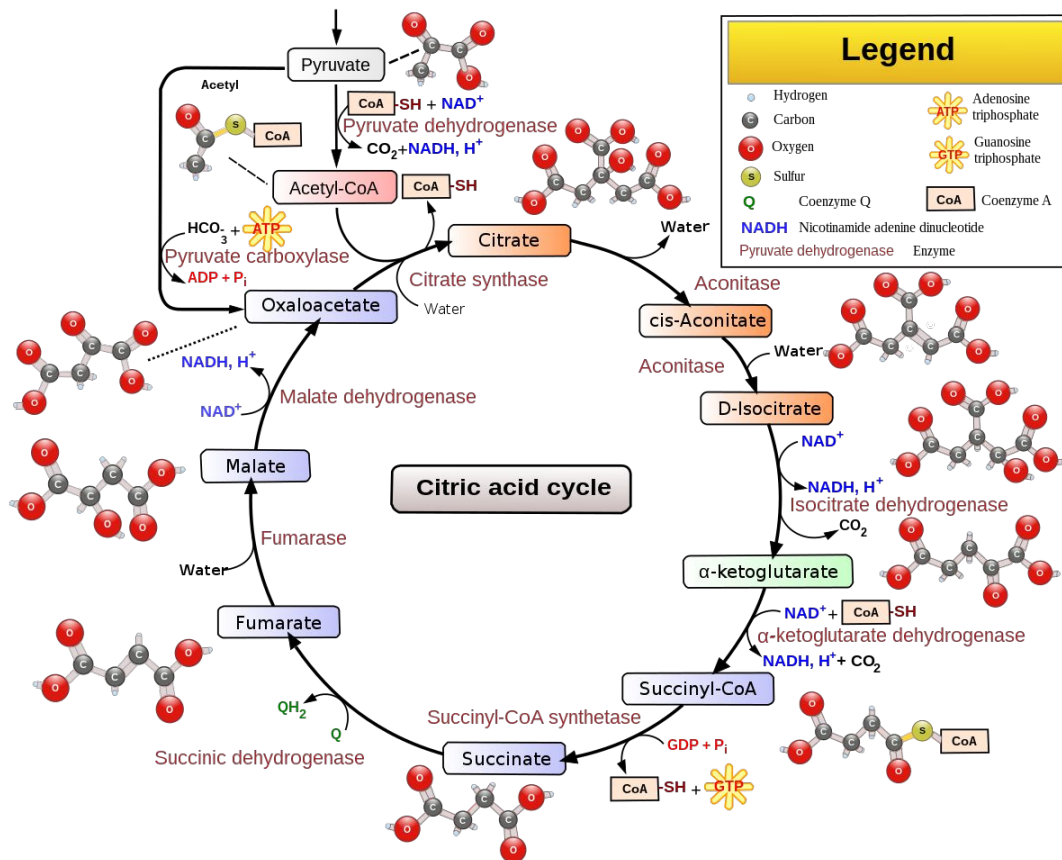 Legend
Hydrogen
Carbon
Oxygen
S Sulfur
Q Coenzyme Q
NADH Nicotinamide adenine dinucleotide
Pyruvate dehydrogenase Enzyme
ATP Adenosine triphosphate
GTP Guanosine triphosphate
CoA Coenzyme A
Citric acid cycle
Pyruvate
Acetyl
S CoA
CoA-SH + NAD⁺
Pyruvate dehydrogenase
CO₂+NADH, H⁺
Acetyl-CoA
CoA-SH
HCO₃⁻ + ATP
Pyruvate carboxylase
ADP + Pᵢ
Citrate synthase
Water
Oxaloacetate
Citrate
Water
Aconitase
cis-Aconitate
Water
Aconitase
D-Isocitrate
NAD⁺
NADH, H⁺
Isocitrate dehydrogenase
CO₂
α-ketoglutarate
NAD⁺+ CoA-SH
α-ketoglutarate dehydrogenase
NADH, H⁺+ CO₂
Succinyl-CoA
S CoA
Succinyl-CoA synthetase
GDP + Pᵢ
CoA-SH + GTP
Succinate
QH₂
Q
Succinic dehydrogenase
Fumarate
Water
Fumarase
Malate
NADH, H⁺
NAD⁺
Malate dehydrogenase